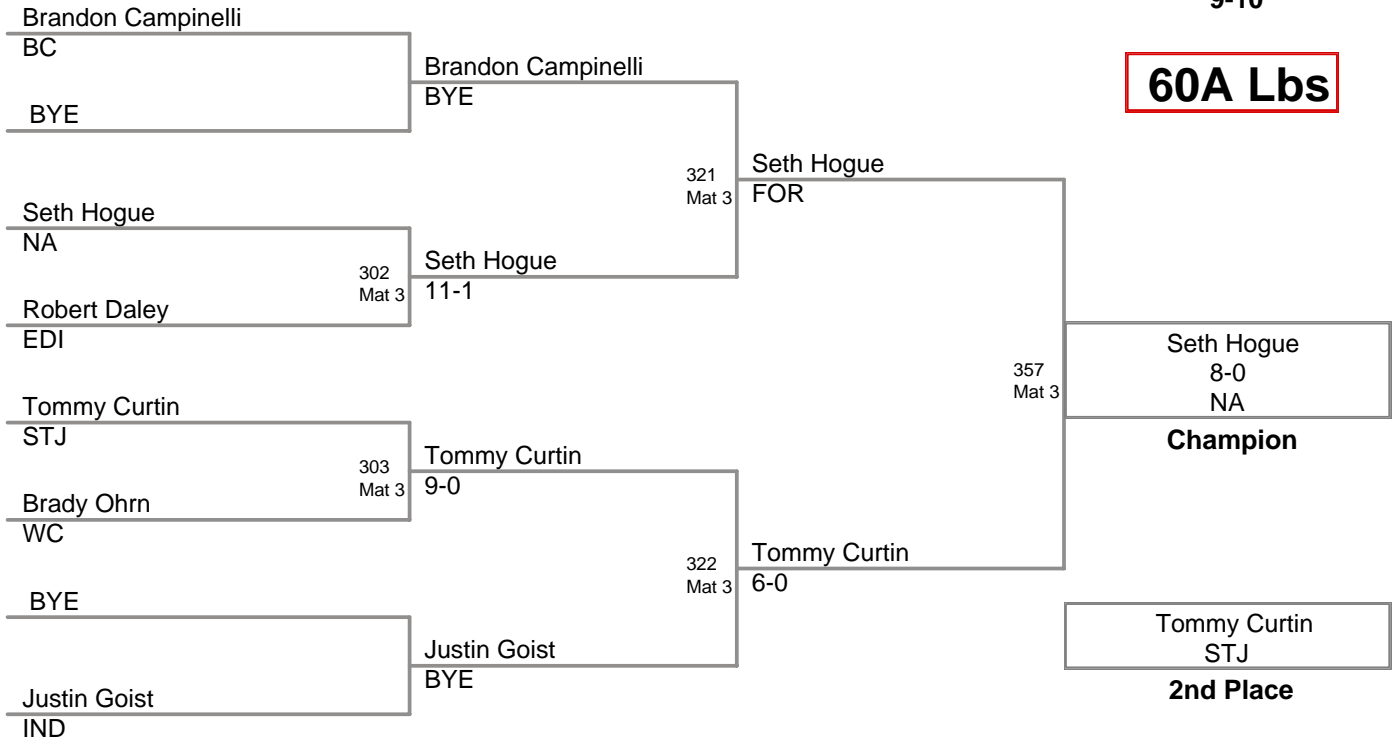 9-10
60A Lbs
Brandon Campinelli
BC
BYE
Seth Hogue
NA
Robert Daley
EDI
Tommy Curtin
STJ
Brady Ohrn
WC
BYE
Justin Goist
IND
Brandon Campinelli
BYE
302
Mat 3
Seth Hogue
11-1
303
Mat 3
Tommy Curtin
9-0
Justin Goist
BYE
321
Mat 3
Seth Hogue
FOR
322
Mat 3
Tommy Curtin
6-0
357
Mat 3
Seth Hogue
8-0
NA
Champion
Tommy Curtin
STJ
2nd Place